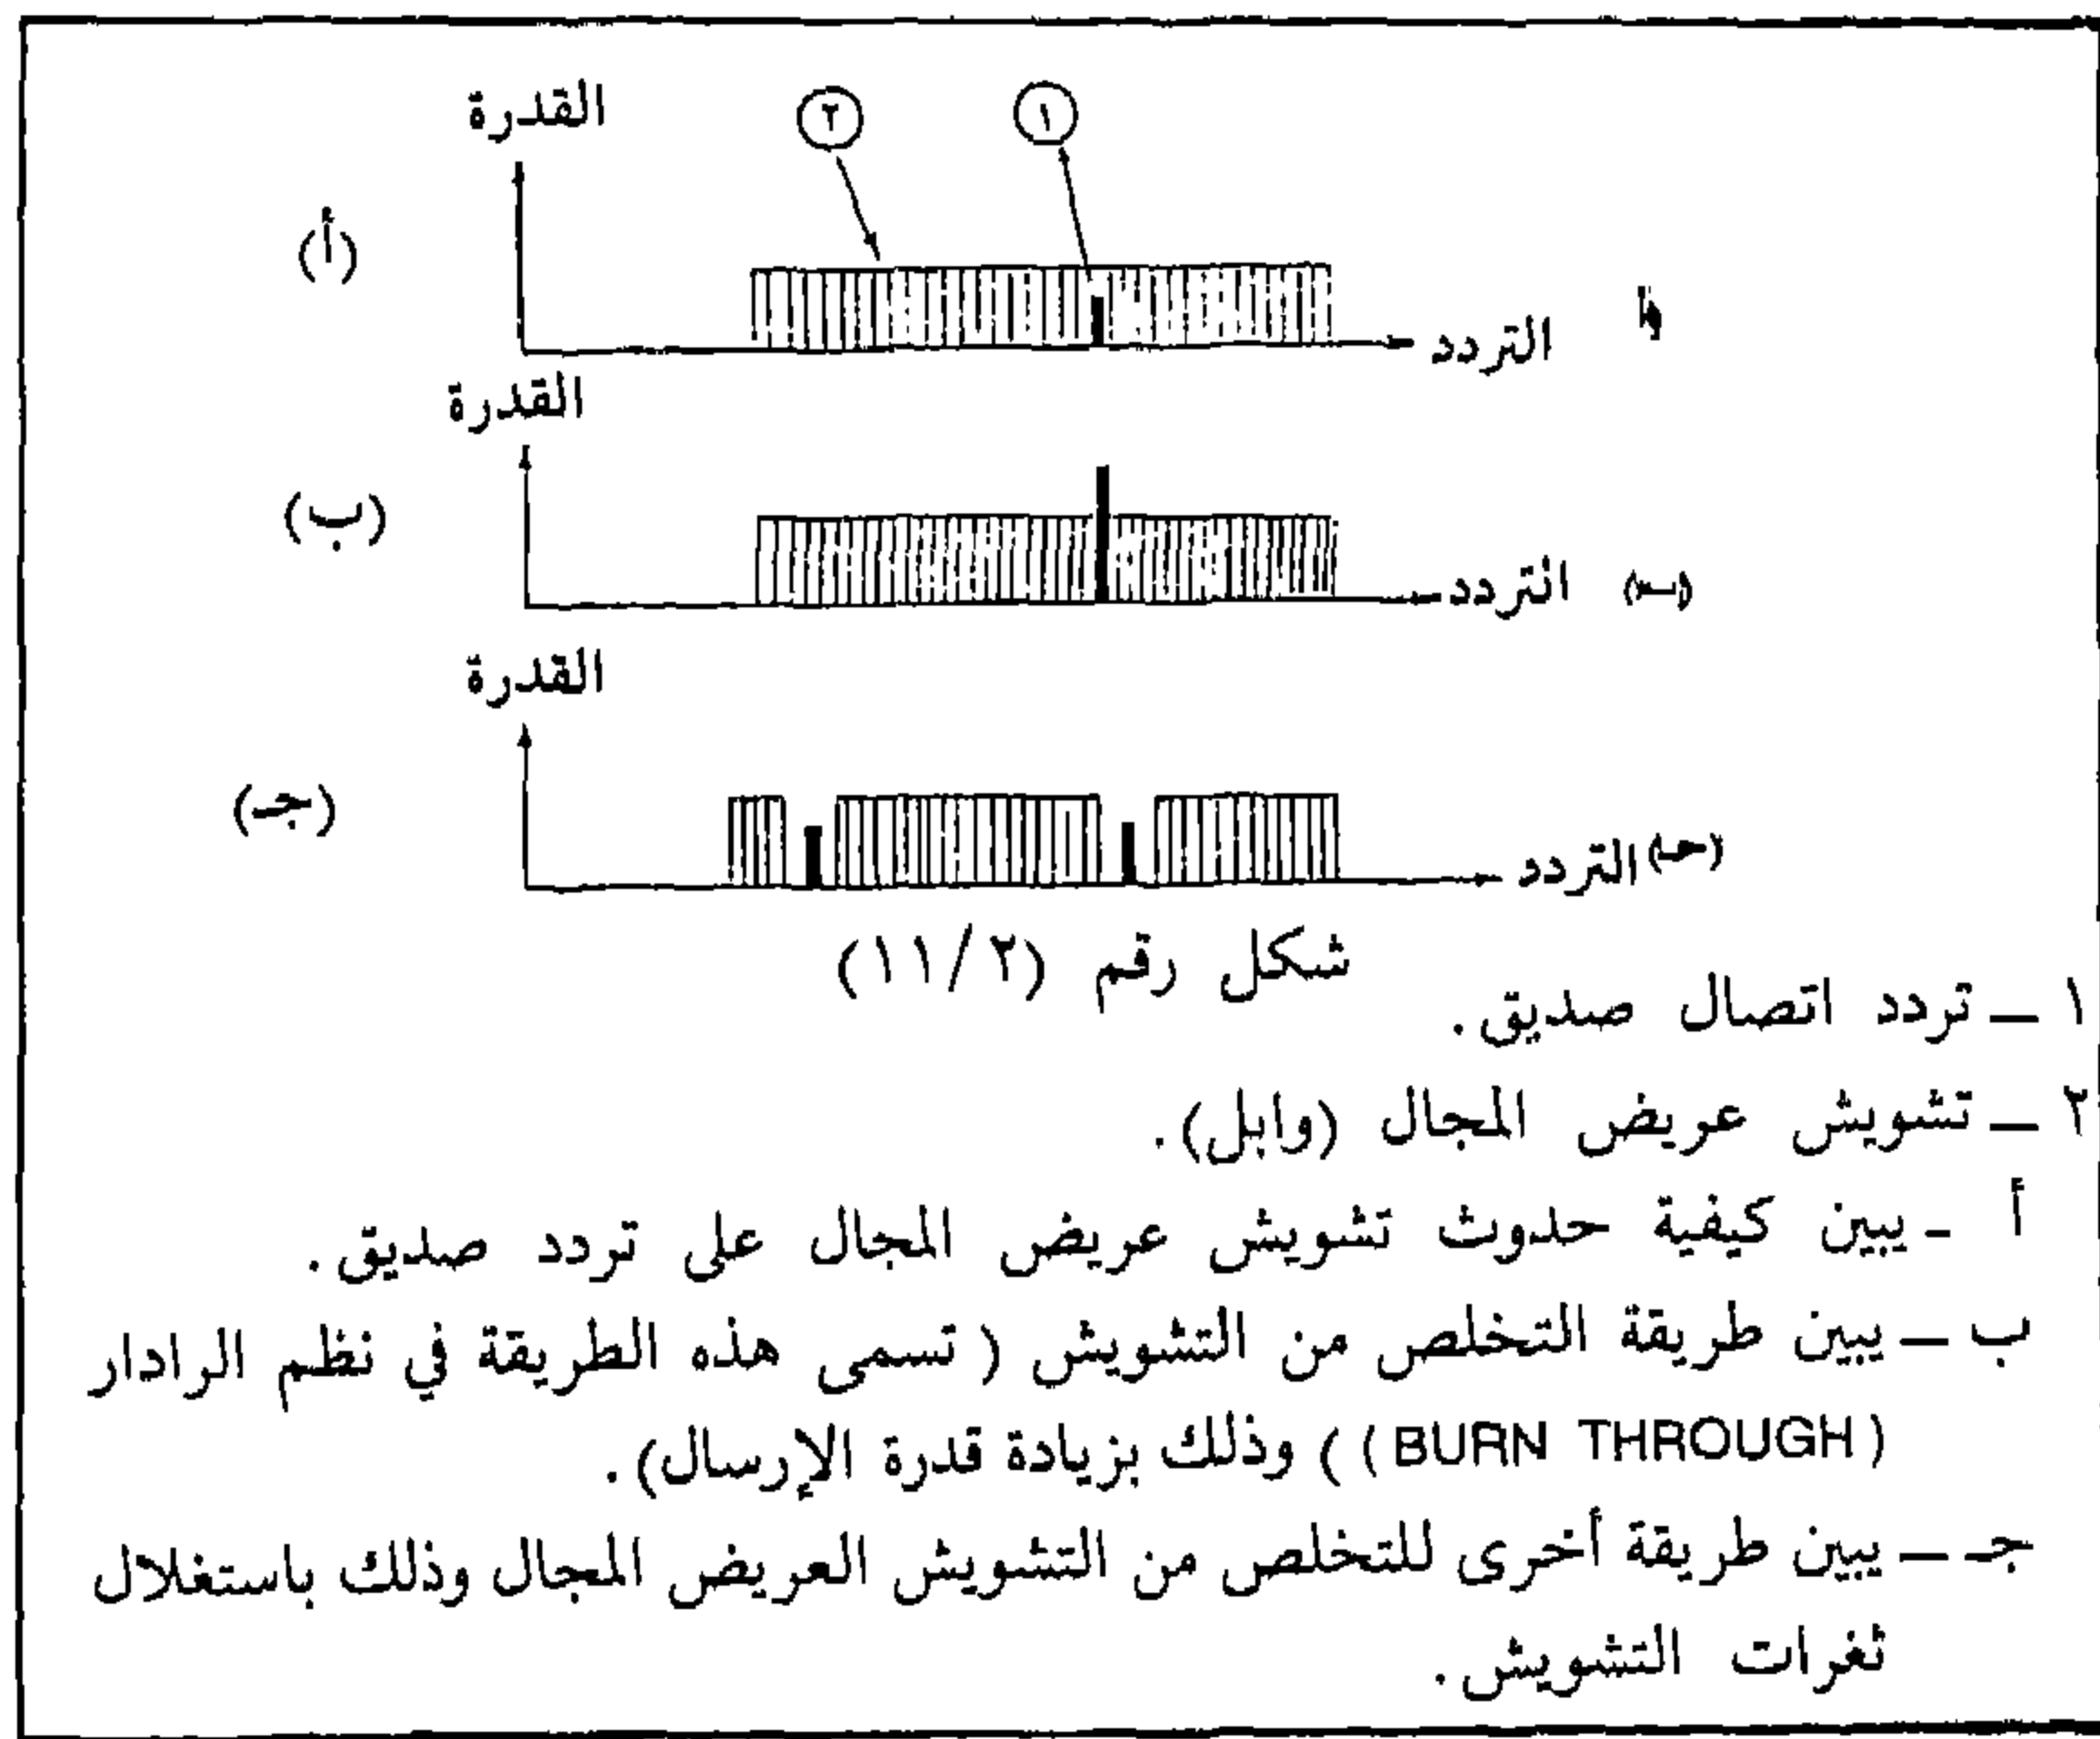 القدرة
٢
١
(أ)
التردد
القدرة
(ب)
التردد
(ب)
القدرة
(جـ)
التردد
(حـ)
شكل رقم (١١/٢)
١ ــ تردد اتصال صديق.
٢ ــ تشويش عريض المجال (وابل).
أ ـ يبين كيفية حدوث تشويش عريض المجال على تردد صديق.
ب ــ يبين طريقة التخلص من التشويش ( تسمى هذه الطريقة في نظم الرادار
(BURN THROUGH) ) وذلك بزيادة قدرة الإرسال).
جـ ــ يبين طريقة أخرى للتخلص من التشويش العريض المجال وذلك باستغلال
ثغرات التشويش.